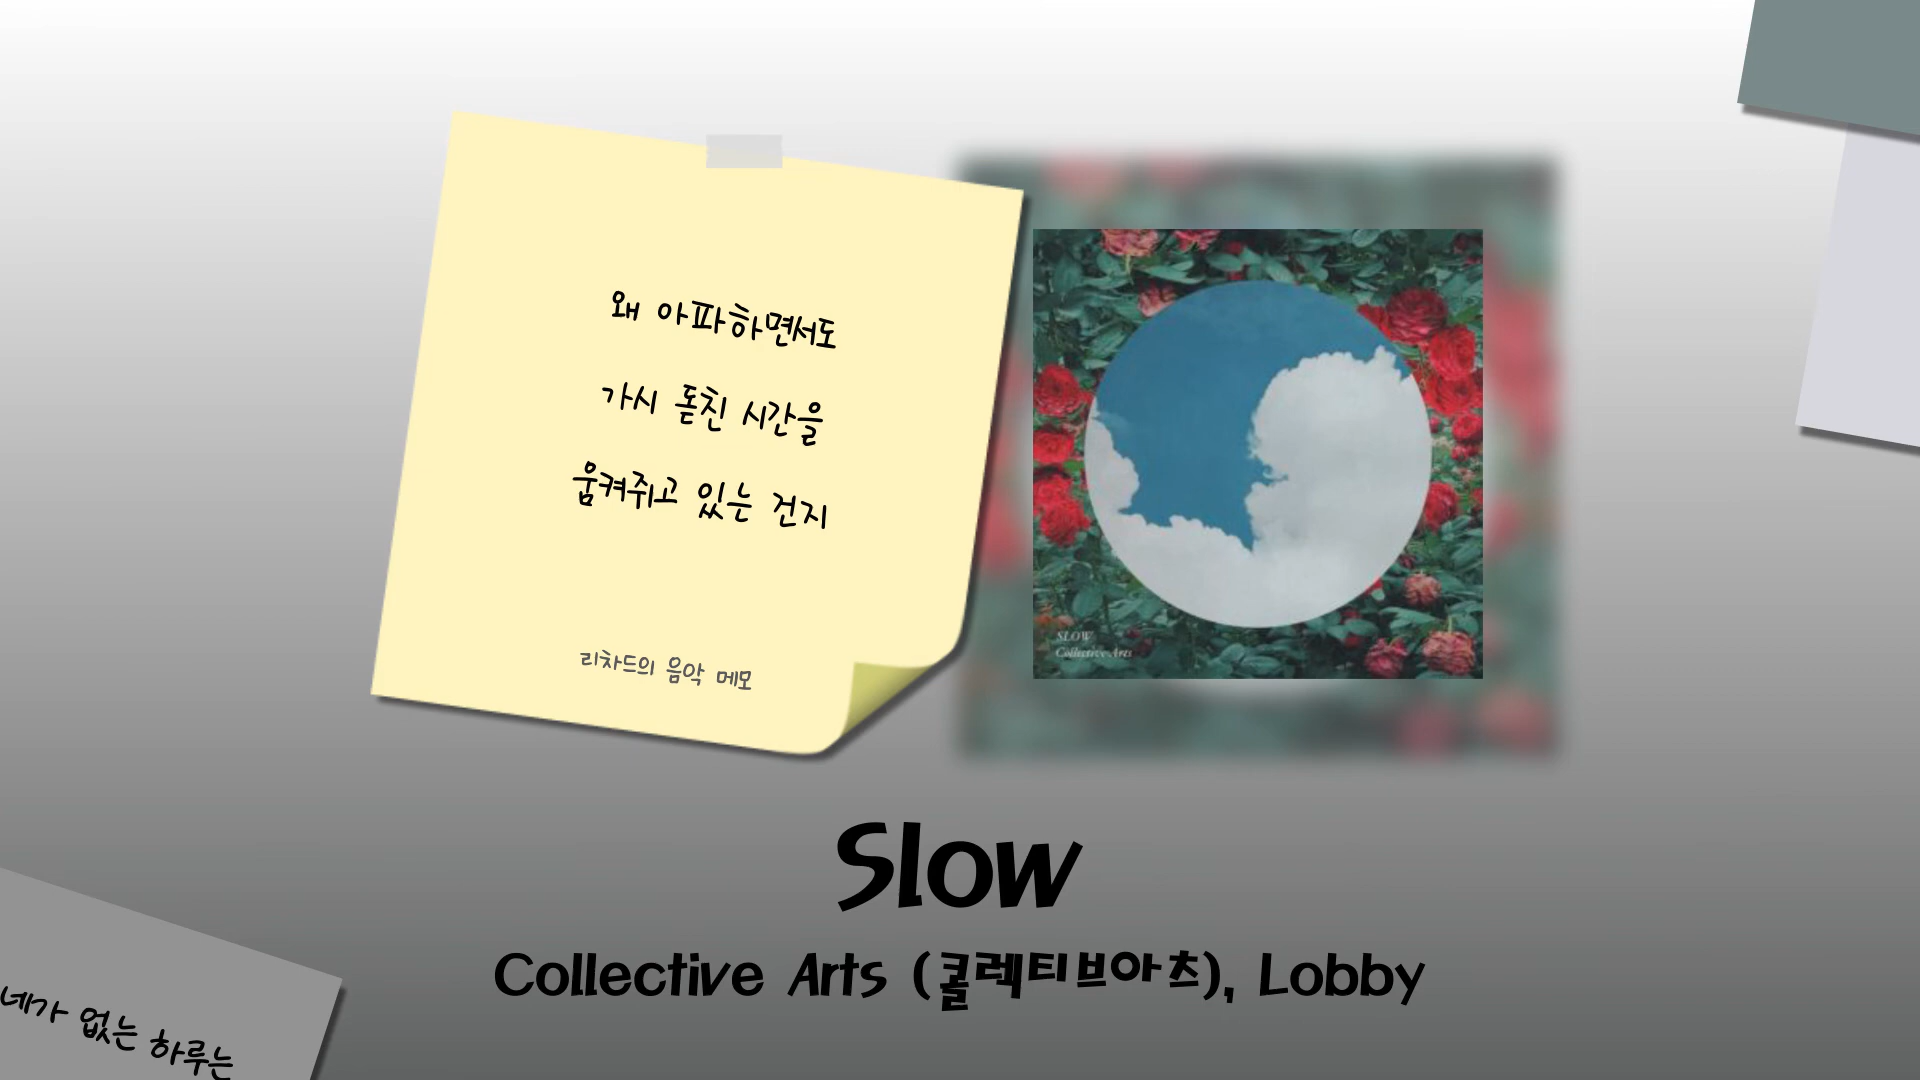 왜 아파하면서도
가시 돋친 시간을
움켜쥐고 있는 건지
리차드의 음악 메모
SLOW
Collective Arts
Slow
Collective Arts (콜렉티브아츠), Lobby
네가 없는 하루는